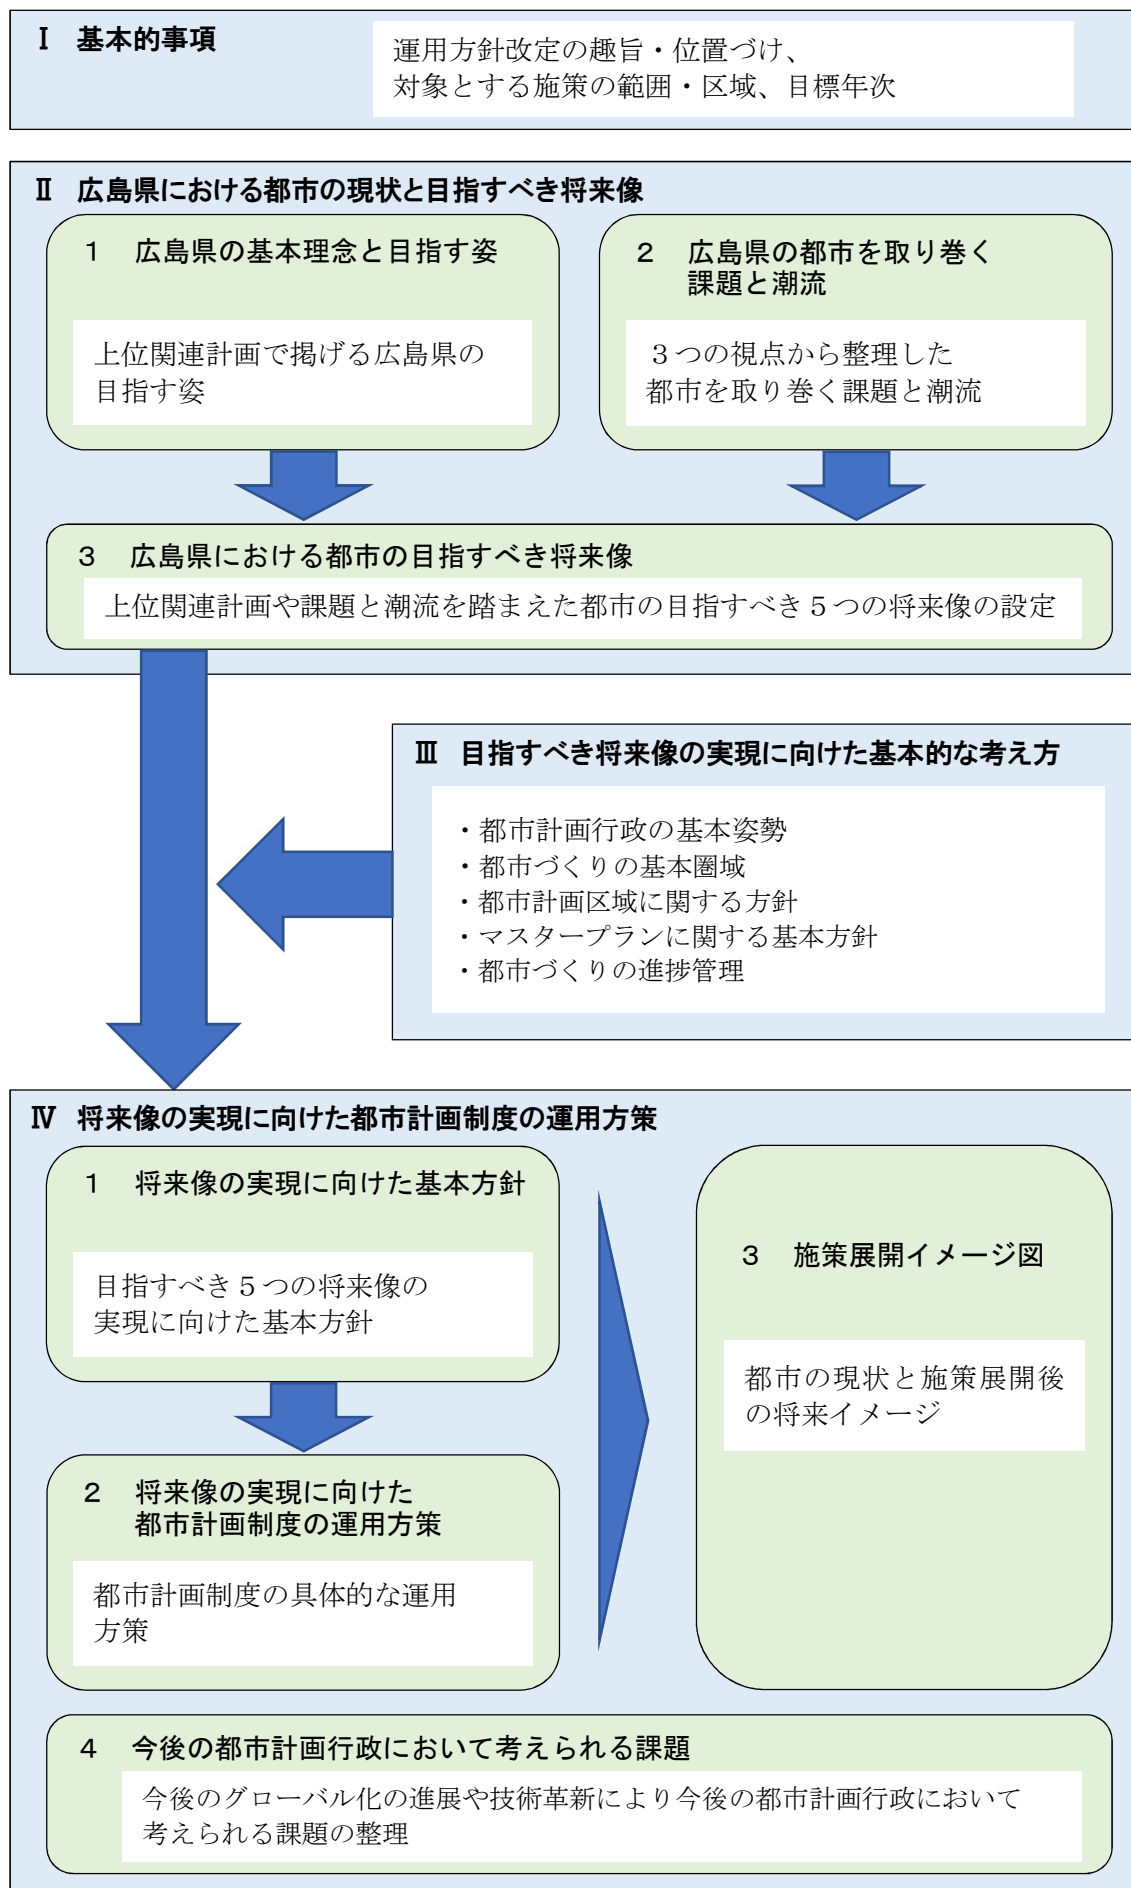 Ⅰ 基本的事項
運用方針改定の趣旨・位置づけ、
対象とする施策の範囲・区域、目標年次
Ⅱ 広島県における都市の現状と目指すべき将来像
１ 広島県の基本理念と目指す姿
上位関連計画で掲げる広島県の
目指す姿
２ 広島県の都市を取り巻く
課題と潮流
３つの視点から整理した
都市を取り巻く課題と潮流
３ 広島県における都市の目指すべき将来像
上位関連計画や課題と潮流を踏まえた都市の目指すべき５つの将来像の設定
Ⅲ 目指すべき将来像の実現に向けた基本的な考え方
・都市計画行政の基本姿勢
・都市づくりの基本圏域
・都市計画区域に関する方針
・マスタープランに関する基本方針
・都市づくりの進捗管理
Ⅳ 将来像の実現に向けた都市計画制度の運用方策
１ 将来像の実現に向けた基本方針
目指すべき５つの将来像の
実現に向けた基本方針
２ 将来像の実現に向けた
都市計画制度の運用方策
都市計画制度の具体的な運用
方策
３ 施策展開イメージ図
都市の現状と施策展開後
の将来イメージ
４ 今後の都市計画行政において考えられる課題
今後のグローバル化の進展や技術革新により今後の都市計画行政において
考えられる課題の整理